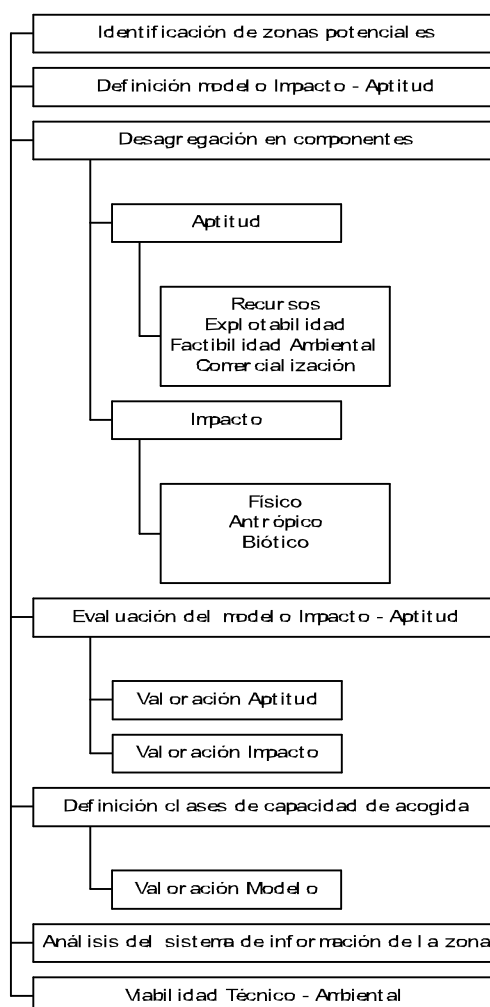 Identificación de zonas potenciales
Definición modelo Impacto - Aptitud
Desagregación en componentes
Aptitud
Recursos
Explotabilidad
Factibilidad Ambiental
Comercialización
Impacto
Físico
Antrópico
Biótico
Evaluación del modelo Impacto - Aptitud
Valoración Aptitud
Valoración Impacto
Definición clases de capacidad de acogida
Valoración Modelo
Análisis del sistema de información de la zona
Viabilidad Técnico - Ambiental